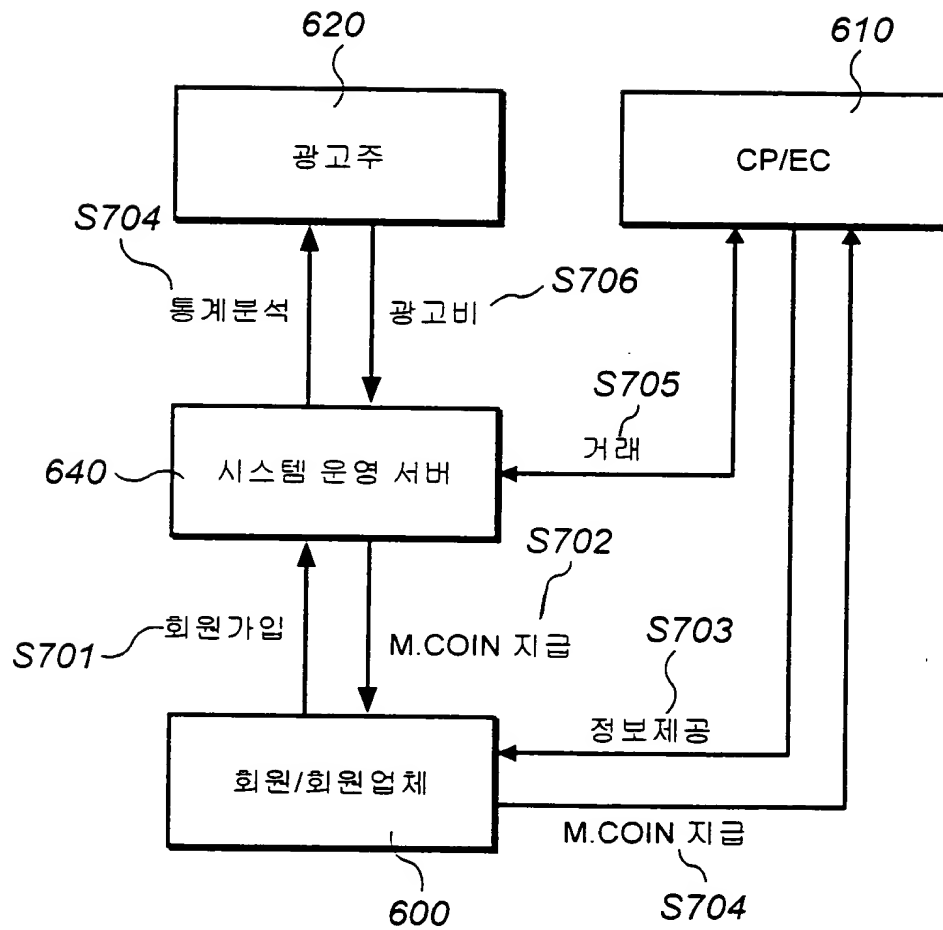 620
610
광고주
CP/EC
S704
통계분석
광고비
S706
S705
거래
640
시스템 운영 서버
S702
S701
회원가입
M.COIN 지급
S703
정보제공
회원/회원업체
M.COIN 지급
600
S704